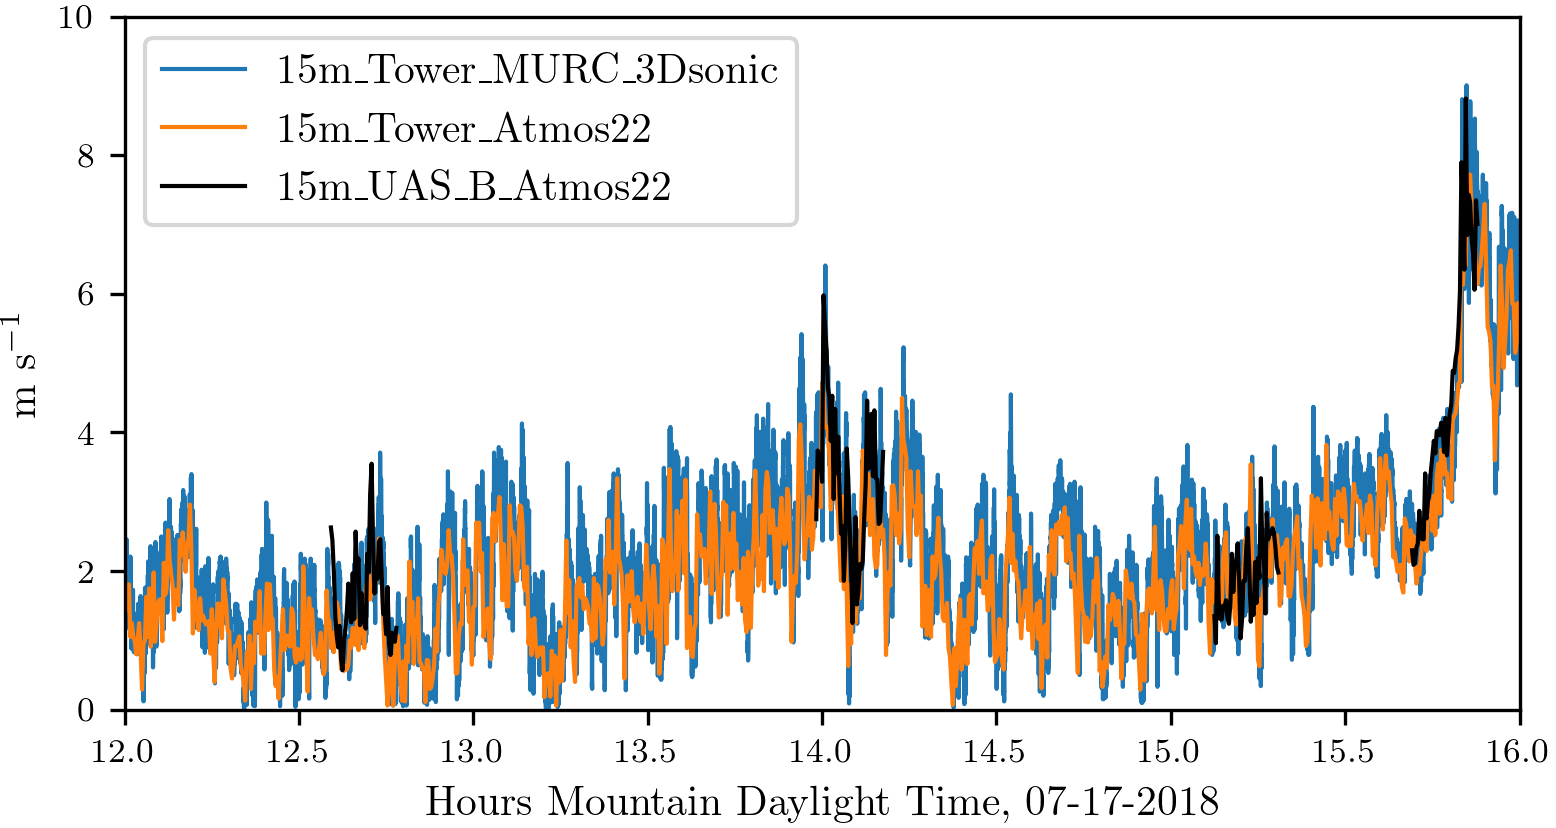 10
8
6
4
2
0
m s⁻¹
15m_Tower_MURC_3Dsonic
15m_Tower_Atmos22
15m_UAS_B_Atmos22
12.0 12.5 13.0 13.5 14.0 14.5 15.0 15.5 16.0
Hours Mountain Daylight Time, 07-17-2018